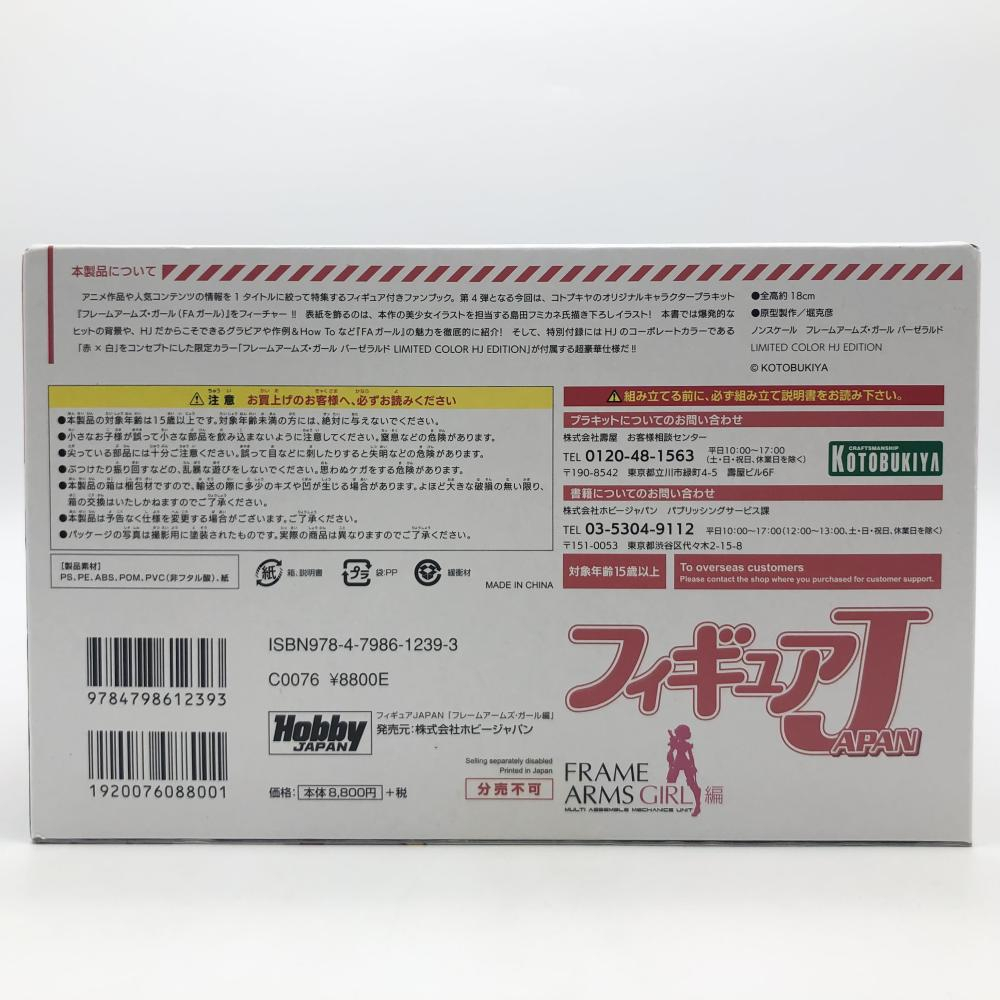 本製品について
アニメ作品や人気コンテンツの情報を1タイトルに絞って特集するフィギュア付きファンブック。第4弾となる今回は、コトブキヤのオリジナルキャラクタープラキット
『フレームアームズ・ガール(FAガール)』をフィーチャー!! 表紙を飾るのは、本作の美少女イラストを担当する島田フミカネ氏描き下ろしイラスト! 本書では爆発的な
ヒットの背景や、HJだからこそできるグラビアや作例&How Toなど『FAガール』の魅力を徹底的に紹介! そして、特別付録にはHJのコーポレートカラーである
「赤×白」をコンセプトにした限定カラー「フレームアームズ・ガール バーゼラルド LIMITED COLOR HJ EDITION」が付属する超豪華仕様だ!!
●全高約18cm
●原型製作/堀克彦
ノンスケール フレームアームズ・ガール バーゼラルド
LIMITED COLOR HJ EDITION
© KOTOBUKIYA
⚠注意 お買上げのお客様へ、必ずお読みください
●本製品の対象年齢は15歳以上です。対象年齢未満の方には、絶対に与えないでください。
●小さなお子様が誤って小さな部品を飲み込まないように注意してください。窒息などの危険があります。
●尖っている部品には十分ご注意ください。誤って目などに刺したりすると失明などの危険があります。
●ぶつけたり振り回すなどの、乱暴な遊びをしないでください。思わぬケガをする危険があります。
●本製品の箱は梱包材ですので、輸送の際に多少のキズや凹が生じる場合があります。よほど大きな破損の無い限り、
箱の交換はいたしかねますのでご了承ください。
●本製品は予告なく仕様を変更する場合がございます。ご了承ください。
●パッケージの写真は撮影用に塗装されたものです。実際の商品は異なりますのでご了承ください。
⚠組み立てる前に、必ず組み立て説明書をお読み下さい。
プラキットについてのお問い合わせ
株式会社壽屋 お客様相談センター
TEL 0120-48-1563 平日10:00〜17:00
(土・日・祝日、休業日を除く)
〒190-8542 東京都立川市緑町4-5 壽屋ビル6F
CRAFTSMANSHIP
KOTOBUKIYA
書籍についてのお問い合わせ
株式会社ホビージャパン パブリッシングサービス課
TEL 03-5304-9112 平日10:00〜17:00(12:00〜13:00、土・日・祝日、休業日を除く)
〒151-0053 東京都渋谷区代々木2-15-8
対象年齢15歳以上
To overseas customers
Please contact the shop where you purchased for customer support.
[製品素材]
PS、PE、ABS、POM、PVC(非フタル酸)、紙
紙 箱、説明書
プラ 袋:PP
緩衝材
MADE IN CHINA
9784798612393
1920076088001
ISBN978-4-7986-1239-3
C0076 ¥8800E
Hobby
JAPAN
フィギュアJAPAN「フレームアームズ・ガール編」
発売元:株式会社ホビージャパン
Selling separately disabled
Printed in Japan
価格: 本体8,800円 +税
分売不可
フィギュアJAPAN
FRAME
ARMS GIRL 編
MULTI ASSEMBLE MECHANICS UNIT